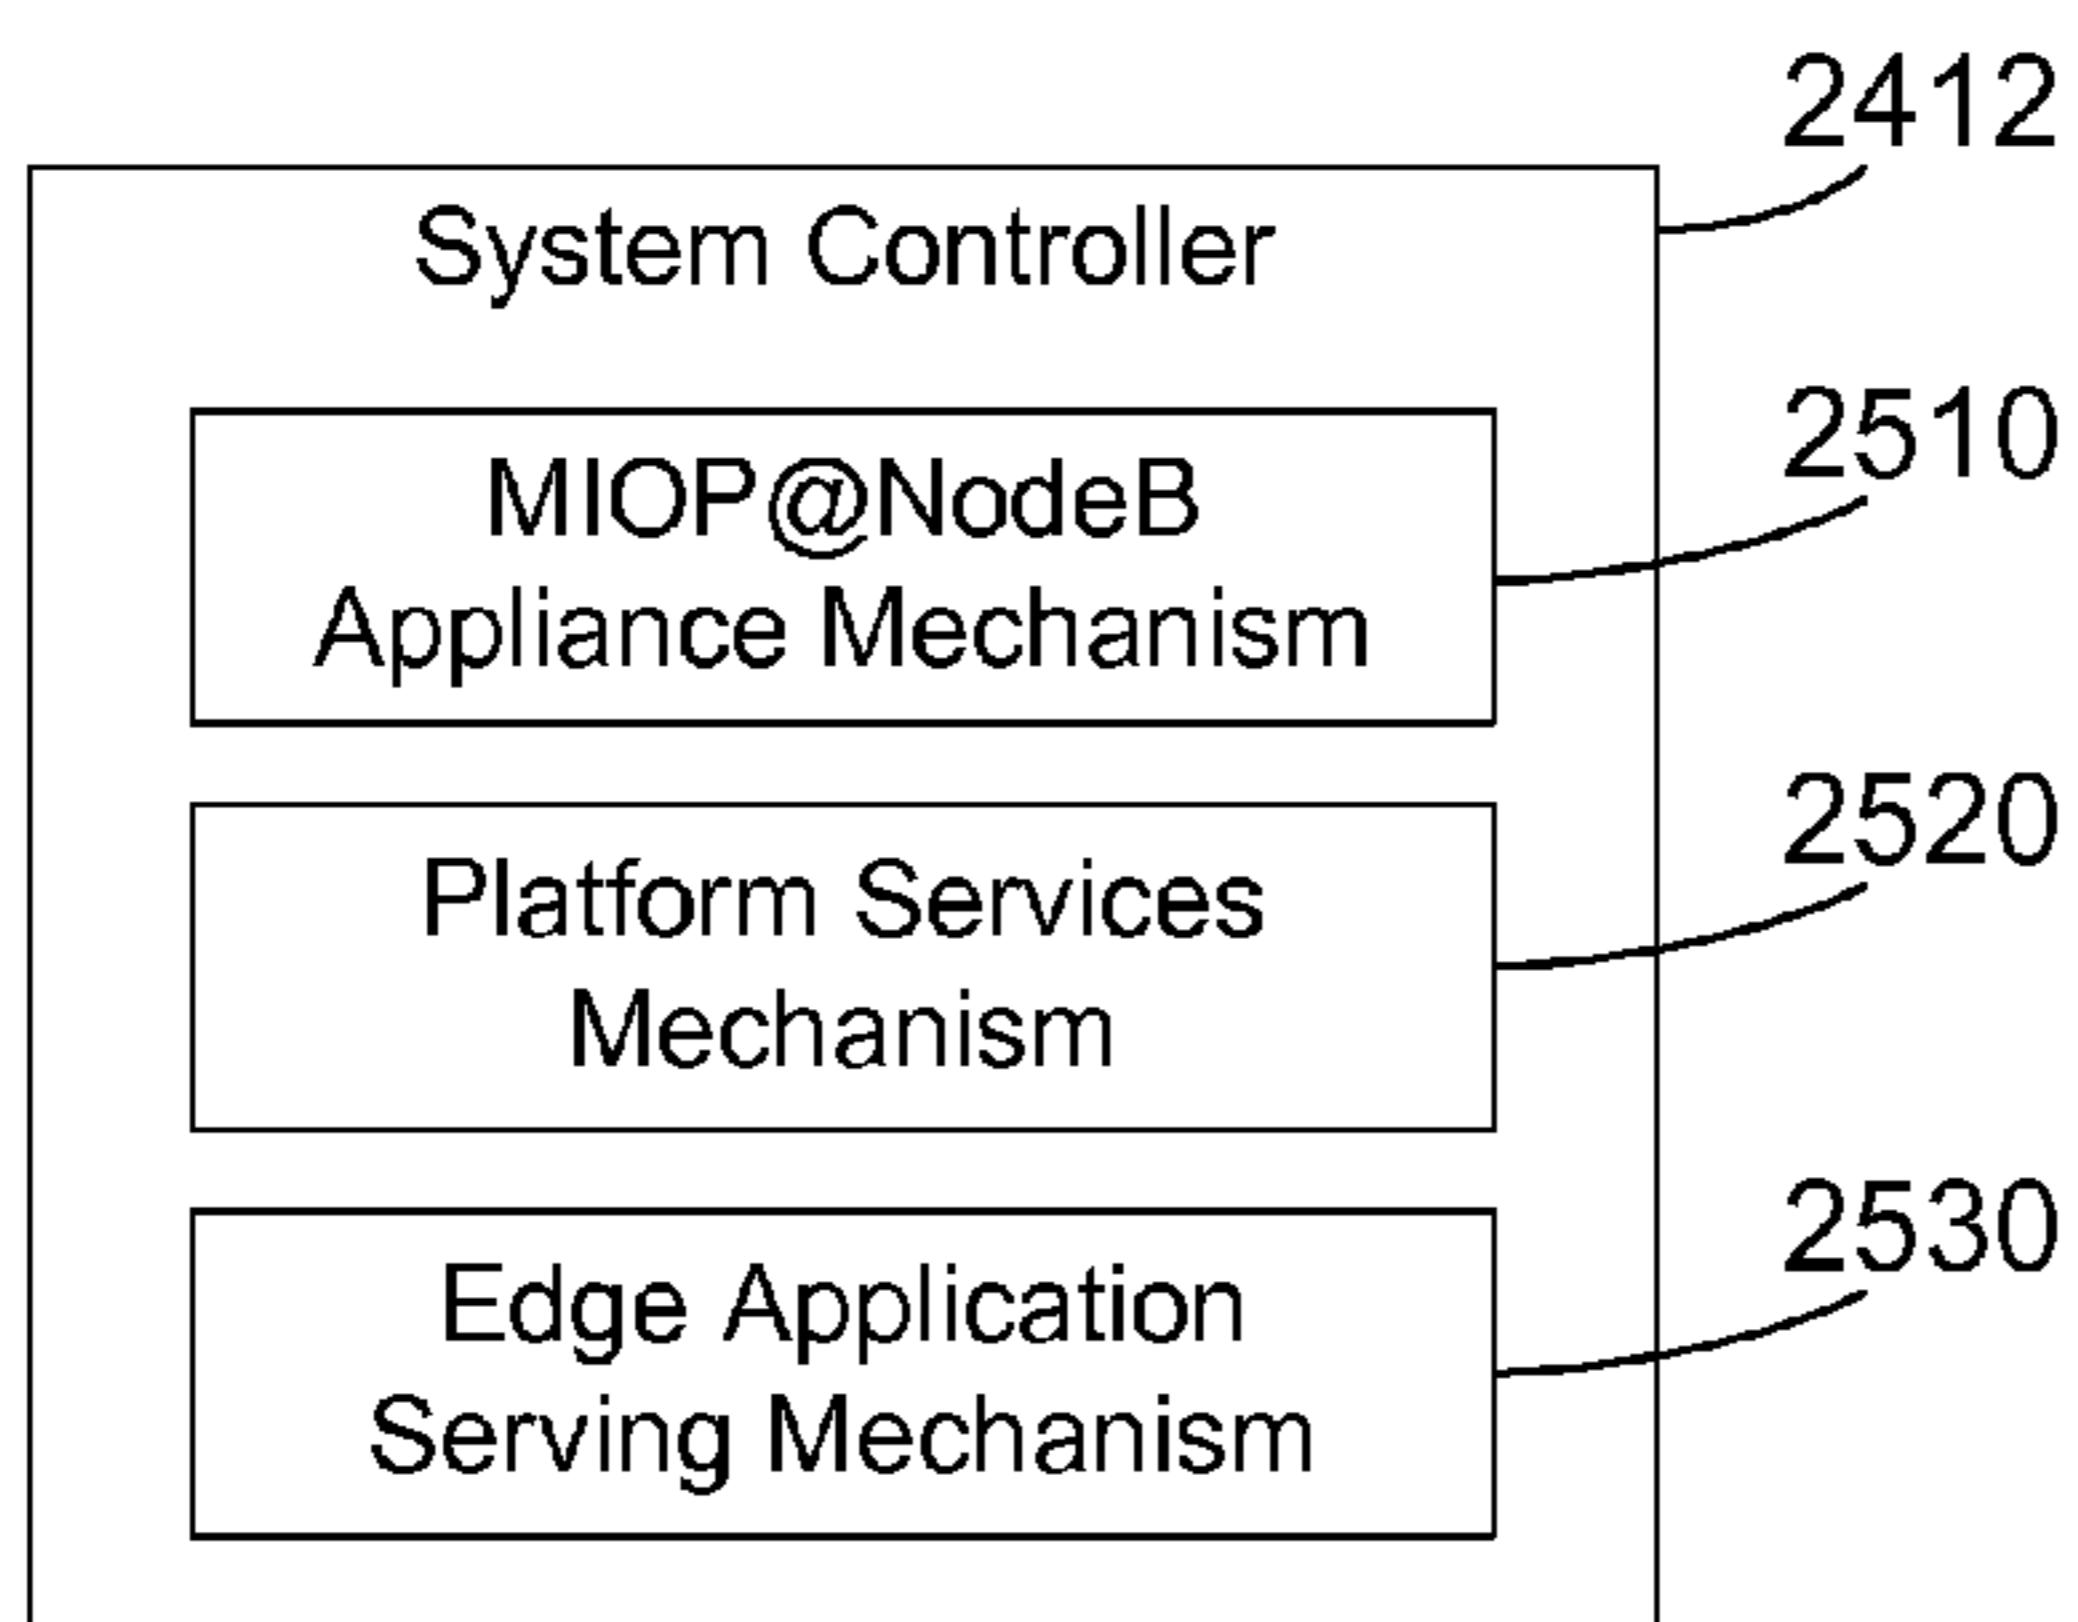 2412
System Controller
2510
MIOP@NodeB
Appliance Mechanism
2520
Platform Services
Mechanism
2530
Edge Application
Serving Mechanism